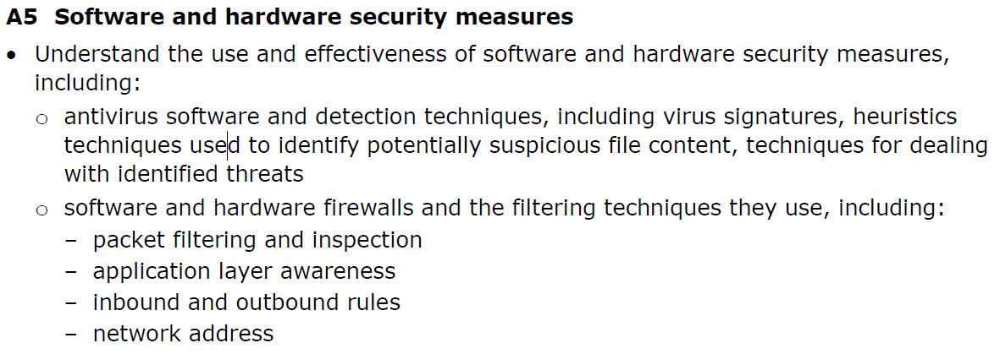 A5 Software and hardware security measures
• Understand the use and effectiveness of software and hardware security measures,
including:
o antivirus software and detection techniques, including virus signatures, heuristics
techniques used to identify potentially suspicious file content, techniques for dealing
with identified threats
o software and hardware firewalls and the filtering techniques they use, including:
– packet filtering and inspection
– application layer awareness
– inbound and outbound rules
– network address